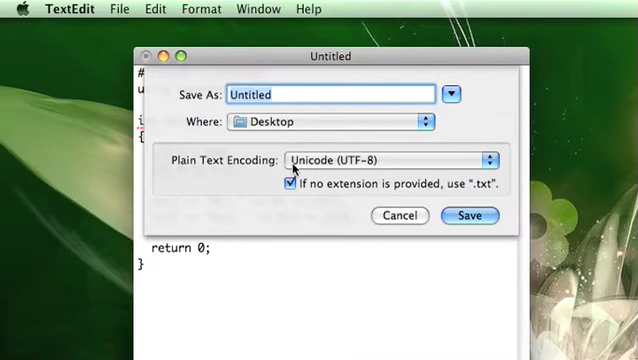 TextEdit File Edit Format Window Help
Untitled
#
Save As: Untitled
u
Where: Desktop
i
{
Plain Text Encoding: Unicode (UTF-8)
If no extension is provided, use ".txt".
Cancel Save
return 0;
}